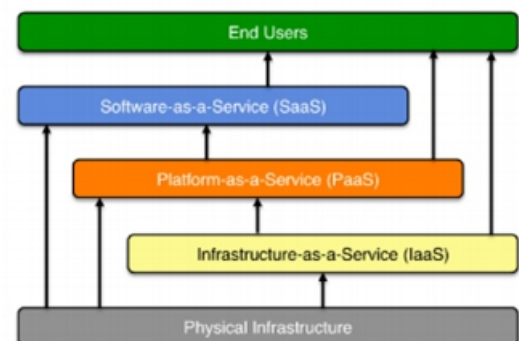 End Users
Software-as-a-Service (SaaS)
Platform-as-a-Service (PaaS)
Infrastructure-as-a-Service (IaaS)
Physical Infrastructure